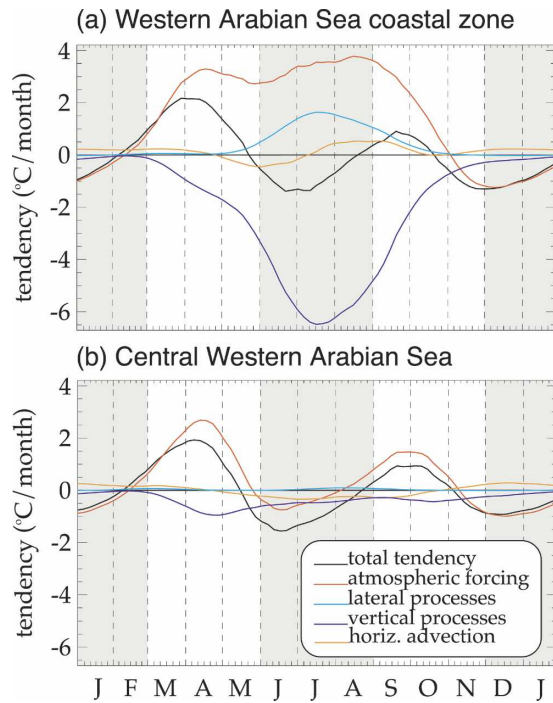 (a) Western Arabian Sea coastal zone
4
2
0
-2
-4
-6
tendency (°C/month)
(b) Central Western Arabian Sea
4
2
0
-2
-4
-6
tendency (°C/month)
total tendency
atmospheric forcing
lateral processes
vertical processes
horiz. advection
J F M A M J J A S O N D J